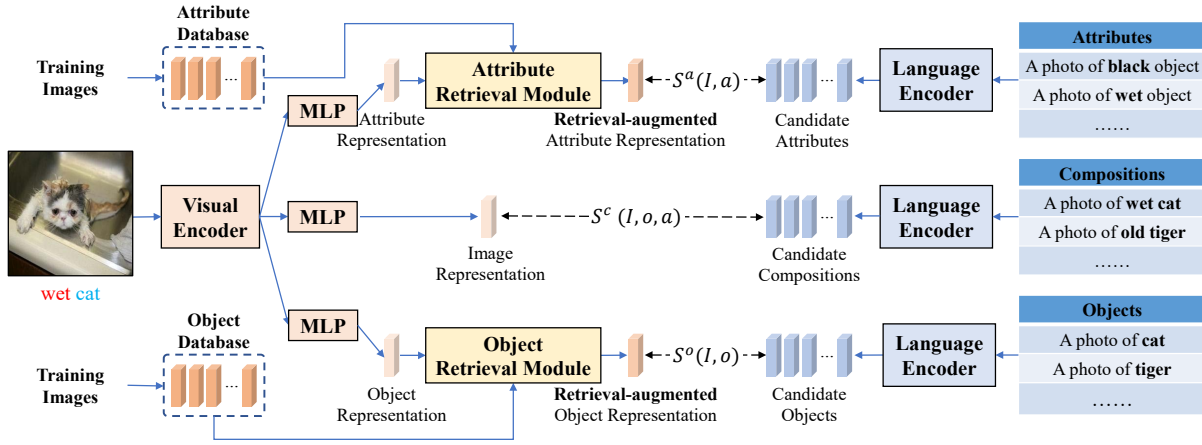 Attribute
Database
Training
Images
...
MLP
Attribute
Representation
Attribute
Retrieval Module
Retrieval-augmented
Attribute Representation
S^a(I, a)
...
Candidate
Attributes
Language
Encoder
Attributes
A photo of black object
A photo of wet object
......
Visual
Encoder
wet cat
MLP
Image
Representation
S^c (I, o, a)
...
Candidate
Compositions
Language
Encoder
Compositions
A photo of wet cat
A photo of old tiger
......
Object
Database
Training
Images
...
MLP
Object
Representation
Object
Retrieval Module
Retrieval-augmented
Object Representation
S^o(I, o)
...
Candidate
Objects
Language
Encoder
Objects
A photo of cat
A photo of tiger
......